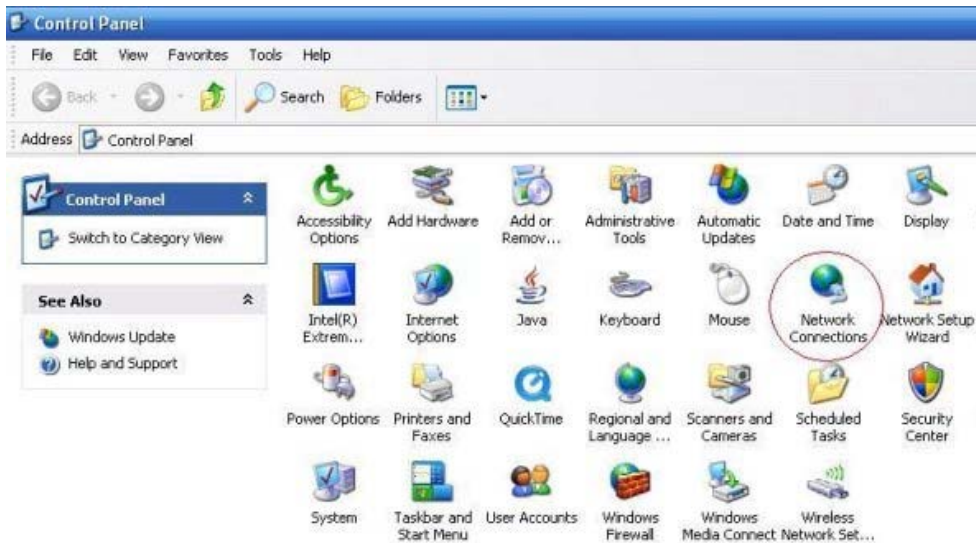 Control Panel
File Edit View Favorites Tools Help
Back Search Folders
Address Control Panel
Control Panel
Switch to Category View
See Also
Windows Update
Help and Support
Accessibility Options
Add Hardware
Add or Remov...
Administrative Tools
Automatic Updates
Date and Time
Display
Intel(R) Extrem...
Internet Options
Java
Keyboard
Mouse
Network Connections
Network Setup Wizard
Power Options
Printers and Faxes
QuickTime
Regional and Language ...
Scanners and Cameras
Scheduled Tasks
Security Center
System
Taskbar and Start Menu
User Accounts
Windows Firewall
Windows Media Connect
Wireless Network Set...